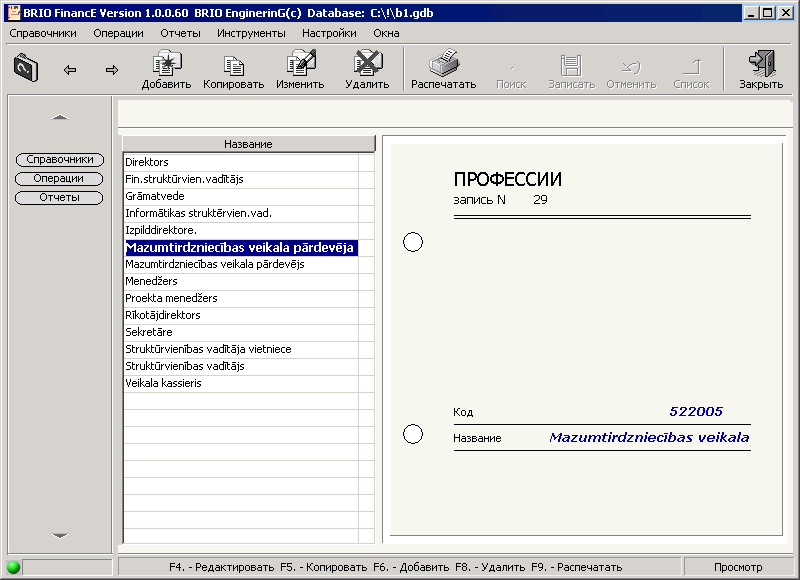 BRIO FinancE Version 1.0.0.60 BRIO EnginerinG(c) Database: C:\!\b1.gdb
Справочники Операции Отчеты Инструменты Настройки Окна
Добавить Копировать Изменить Удалить Распечатать Поиск Записать Отменить Список Закрыть
Справочники
Операции
Отчеты
Название
Direktors
Fin.struktūrvien.vadītājs
Grāmatvede
Informātikas struktērvien.vad.
Izpilddirektore.
Mazumtirdzniecības veikala pārdevēja
Mazumtirdzniecības veikala pārdevējs
Menedžers
Proekta menedžers
Rīkotājdirektors
Sekretāre
Struktūrvienības vadītāja vietniece
Struktūrvienības vadītājs
Veikala kassieris
ПРОФЕССИИ
запись N 29
Код 522005
Название Mazumtirdzniecības veikala
F4. - Редактировать F5. - Копировать F6. - Добавить F8. - Удалить F9. - Распечатать
Просмотр